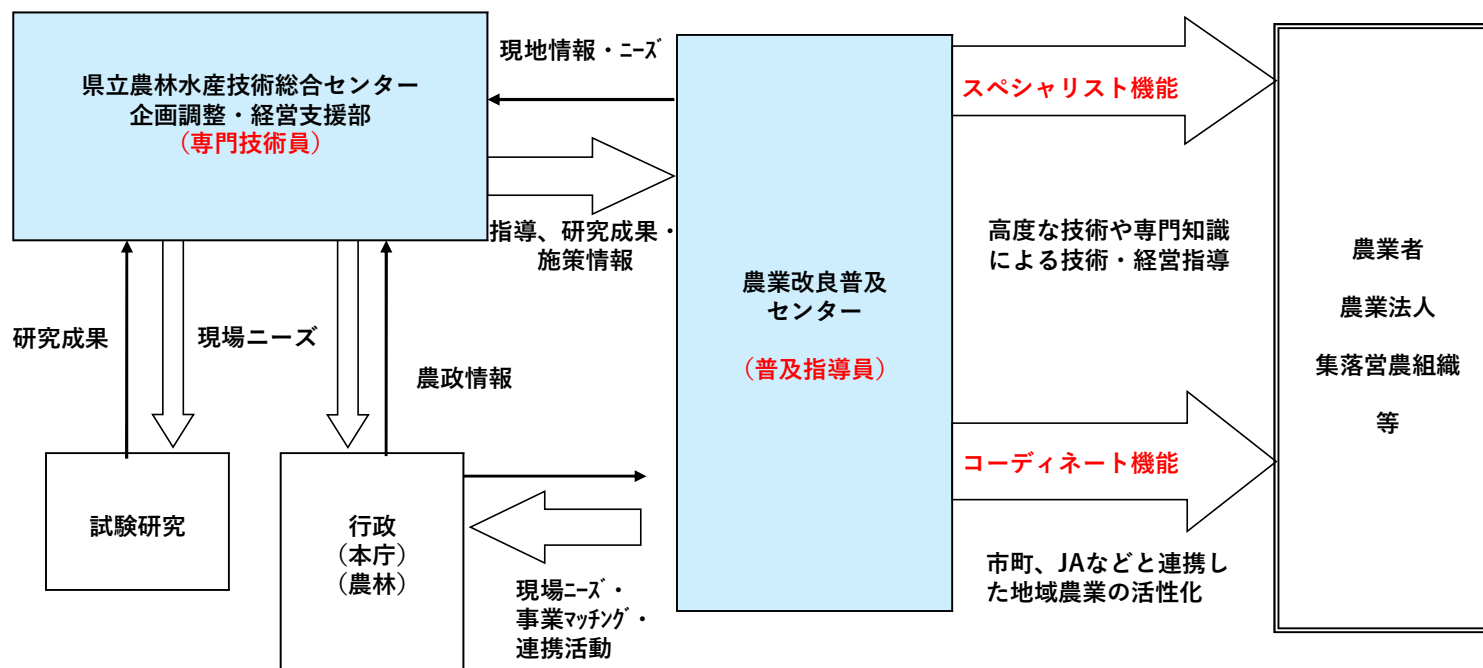 県立農林水産技術総合センター
企画調整・経営支援部
（専門技術員）
現地情報・ﾆｰｽﾞ
指導、研究成果・
施策情報
研究成果
現場ニーズ
農政情報
試験研究
行政
（本庁）
（農林）
現場ﾆｰｽﾞ・
事業ﾏｯﾁﾝｸﾞ・
連携活動
農業改良普及
センター
（普及指導員）
スペシャリスト機能
高度な技術や専門知識
による技術・経営指導
コーディネート機能
市町、JAなどと連携し
た地域農業の活性化
農業者
農業法人
集落営農組織
等